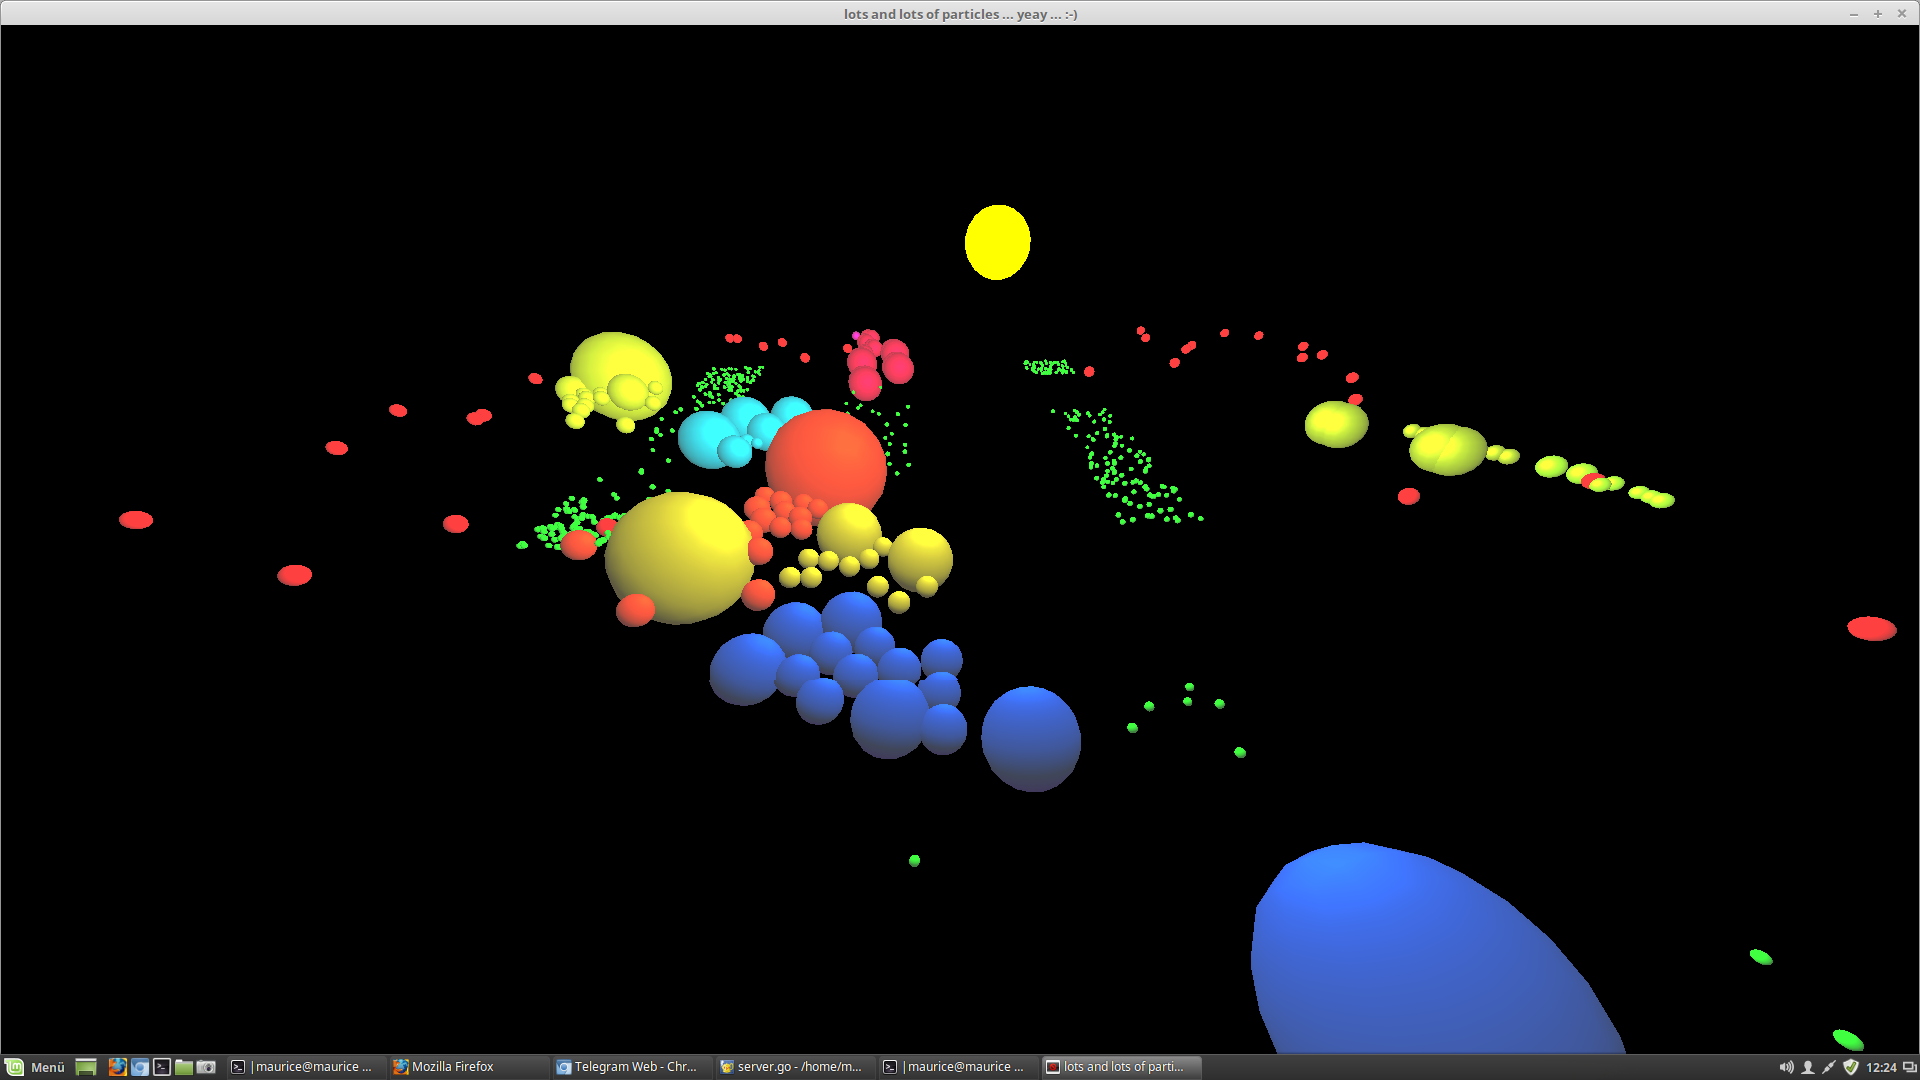 lots and lots of particles ... yeay ... :-)
Menü
|maurice@maurice ...
Mozilla Firefox
Telegram Web - Chr...
server.go - /home/m...
|maurice@maurice ...
lots and lots of parti...
12:24